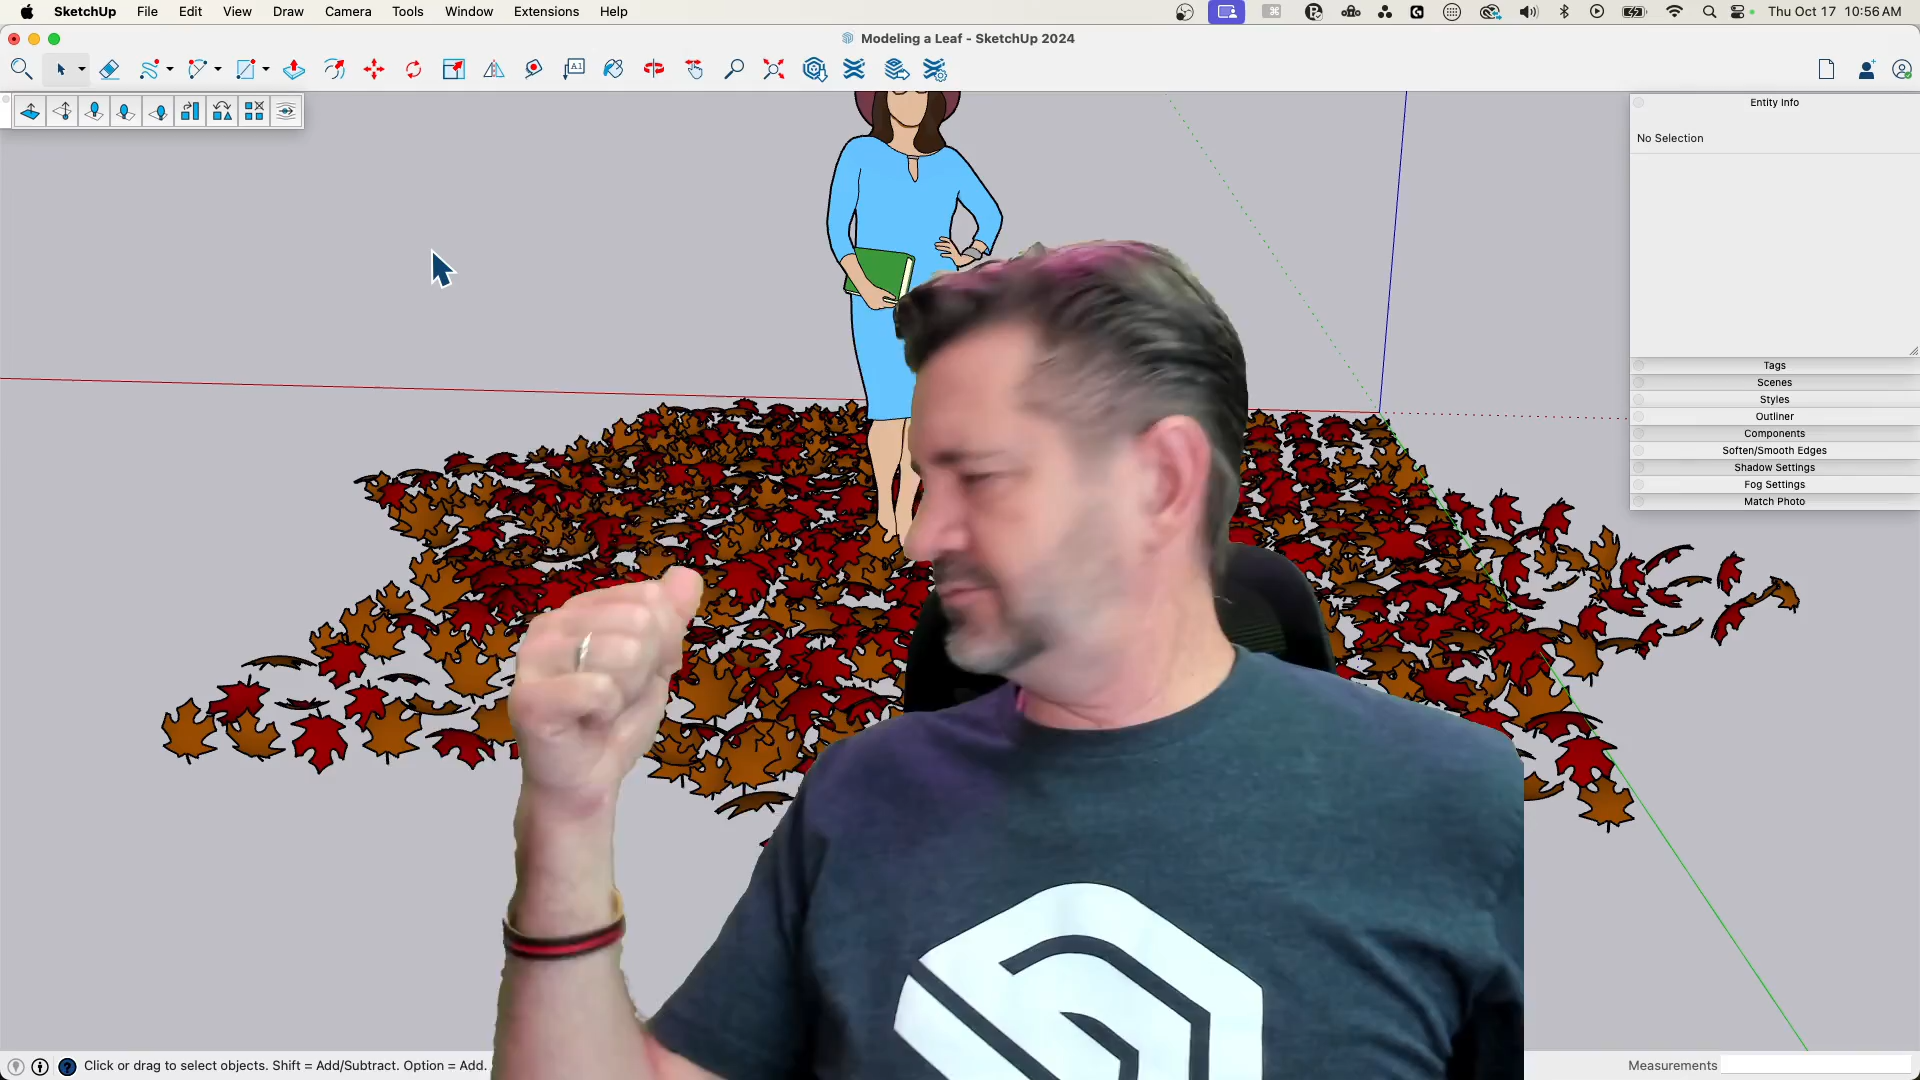 SketchUp File Edit View Draw Camera Tools Window Extensions Help Thu Oct 17 10:56 AM
Modeling a Leaf - SketchUp 2024
A1
Entity Info
No Selection
Tags
Scenes
Styles
Outliner
Components
Soften/Smooth Edges
Shadow Settings
Fog Settings
Match Photo
Click or drag to select objects. Shift = Add/Subtract. Option = Add.
Measurements